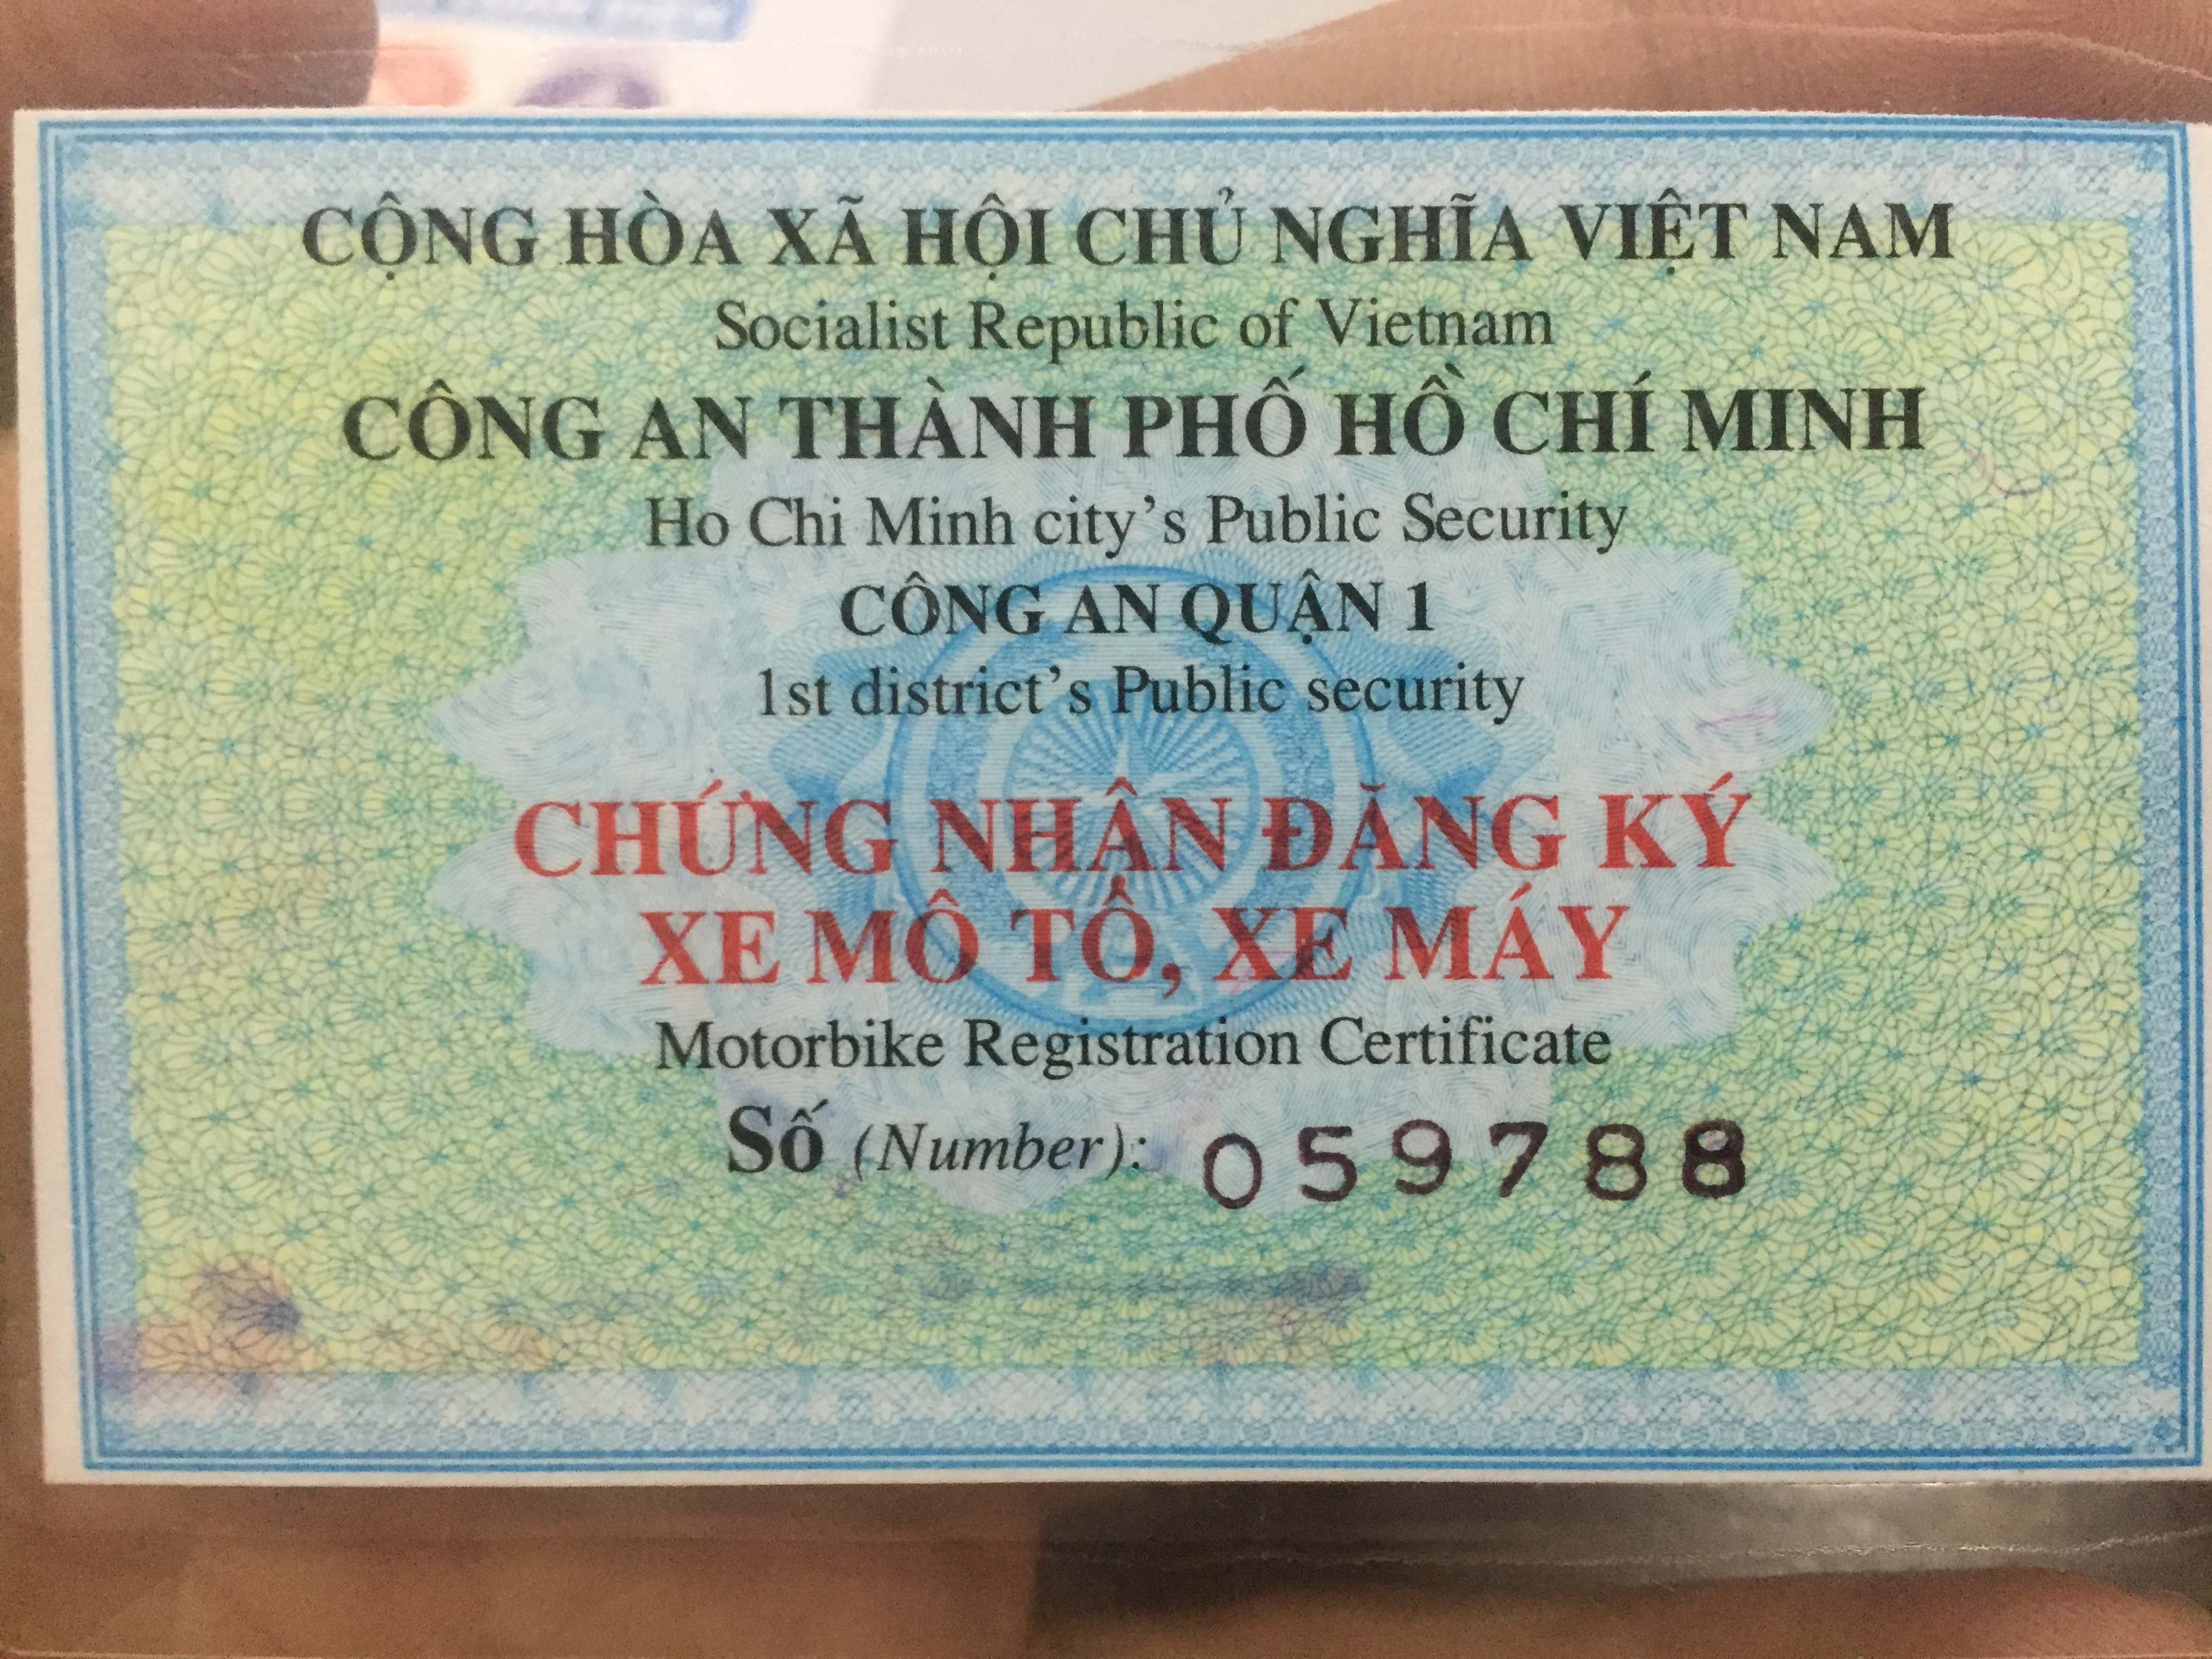 CỘNG HÒA XÃ HỘI CHỦ NGHĨA VIỆT NAM
Socialist Republic of Vietnam
CÔNG AN THÀNH PHỐ HỒ CHÍ MINH
Ho Chi Minh city’s Public Security
CÔNG AN QUẬN 1
1st district’s Public security
CHỨNG NHÂN ĐĂNG KÝ
XE MÔ TÔ, XE MÁY
Motorbike Registration Certificate
Số (Number): 059788